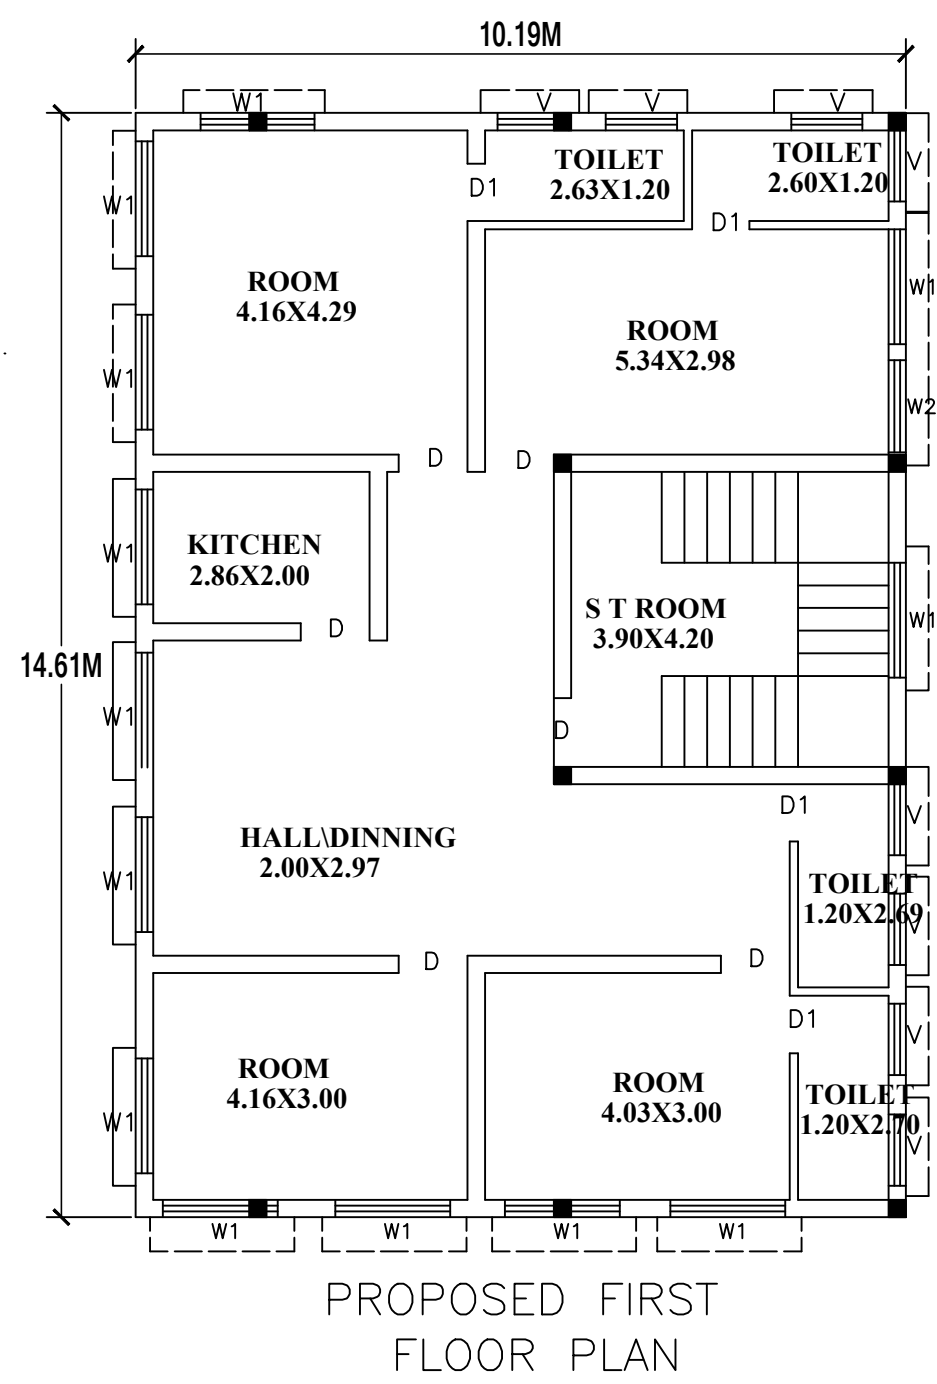 10.19M
W1
V
V
V
TOILET
2.63X1.20
TOILET
2.60X1.20
V
D1
W1
D1
ROOM
4.16X4.29
W1
ROOM
5.34X2.98
W1
W2
D
D
KITCHEN
2.86X2.00
W1
S T ROOM
3.90X4.20
W1
D
14.61M
W1
D
D1
V
HALL\DINNING
2.00X2.97
W1
TOILET
1.20X2.69
V
D
D
D1
V
ROOM
4.16X3.00
ROOM
4.03X3.00
W1
TOILET
1.20X2.70
V
W1
W1
W1
W1
PROPOSED FIRST
FLOOR PLAN